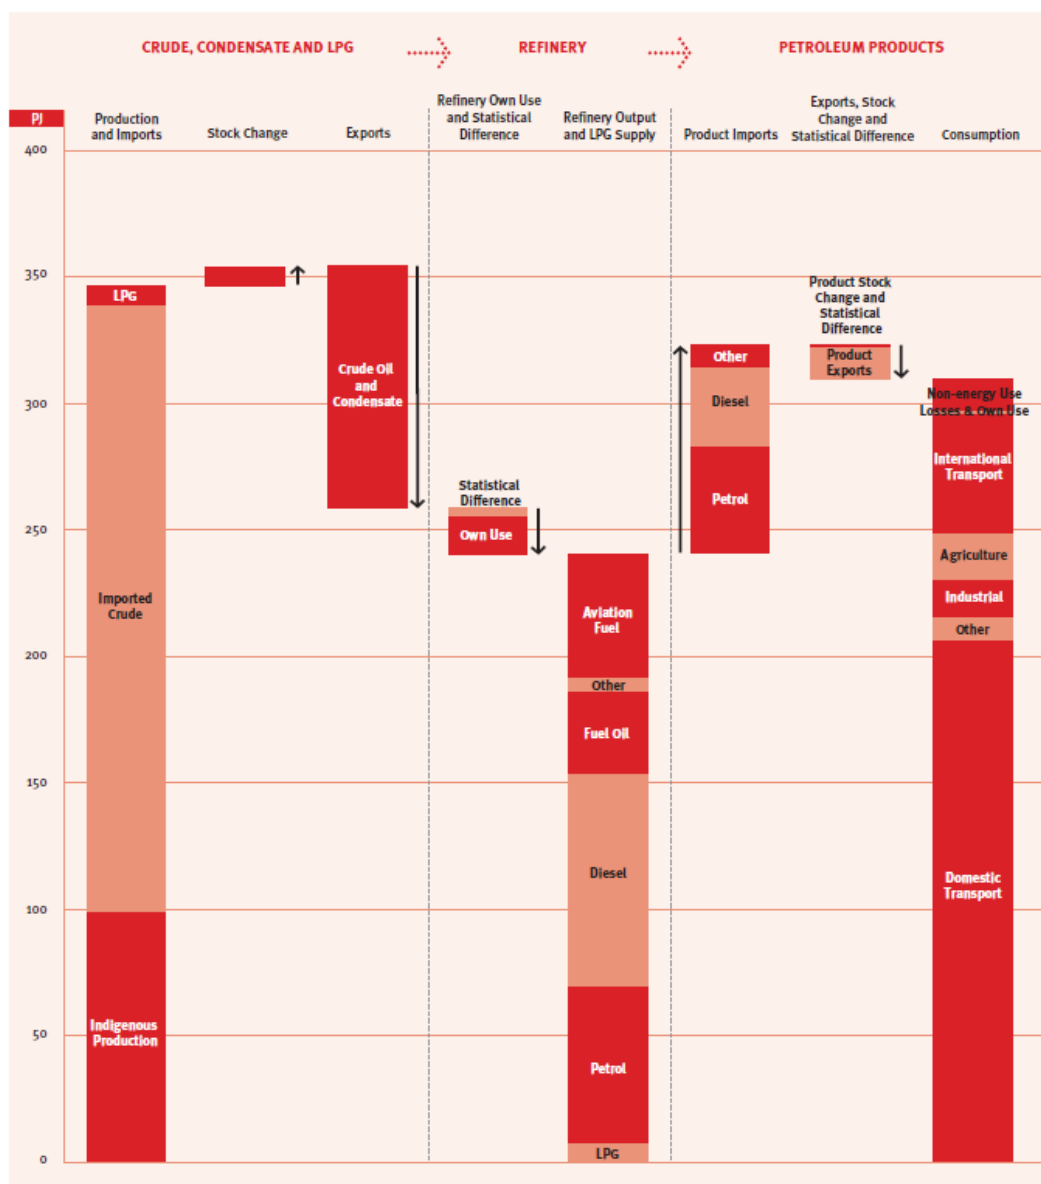 CRUDE, CONDENSATE AND LPG
REFINERY
PETROLEUM PRODUCTS
PJ
Production
and Imports
Stock Change
Exports
Refinery Own Use
and Statistical
Difference
Refinery Output
and LPG Supply
Product Imports
Exports, Stock
Change and
Statistical Difference
Consumption
400
350
300
250
200
150
100
50
0
LPG
Imported
Crude
Indigenous
Production
Crude Oil
and
Condensate
Statistical
Difference
Own Use
Aviation
Fuel
Other
Fuel Oil
Diesel
Petrol
LPG
Other
Diesel
Petrol
Product Stock
Change and
Statistical
Difference
Product
Exports
Non-energy Use
Losses & Own Use
International
Transport
Agriculture
Industrial
Other
Domestic
Transport